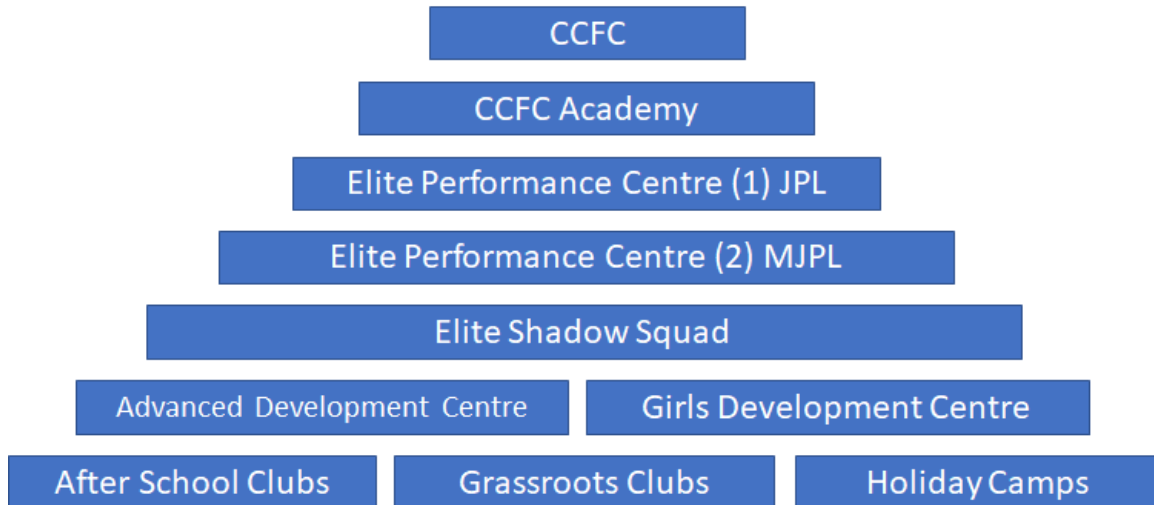 CCFC
CCFC Academy
Elite Performance Centre (1) JPL
Elite Performance Centre (2) MJPL
Elite Shadow Squad
Advanced Development Centre
Girls Development Centre
After School Clubs
Grassroots Clubs
Holiday Camps